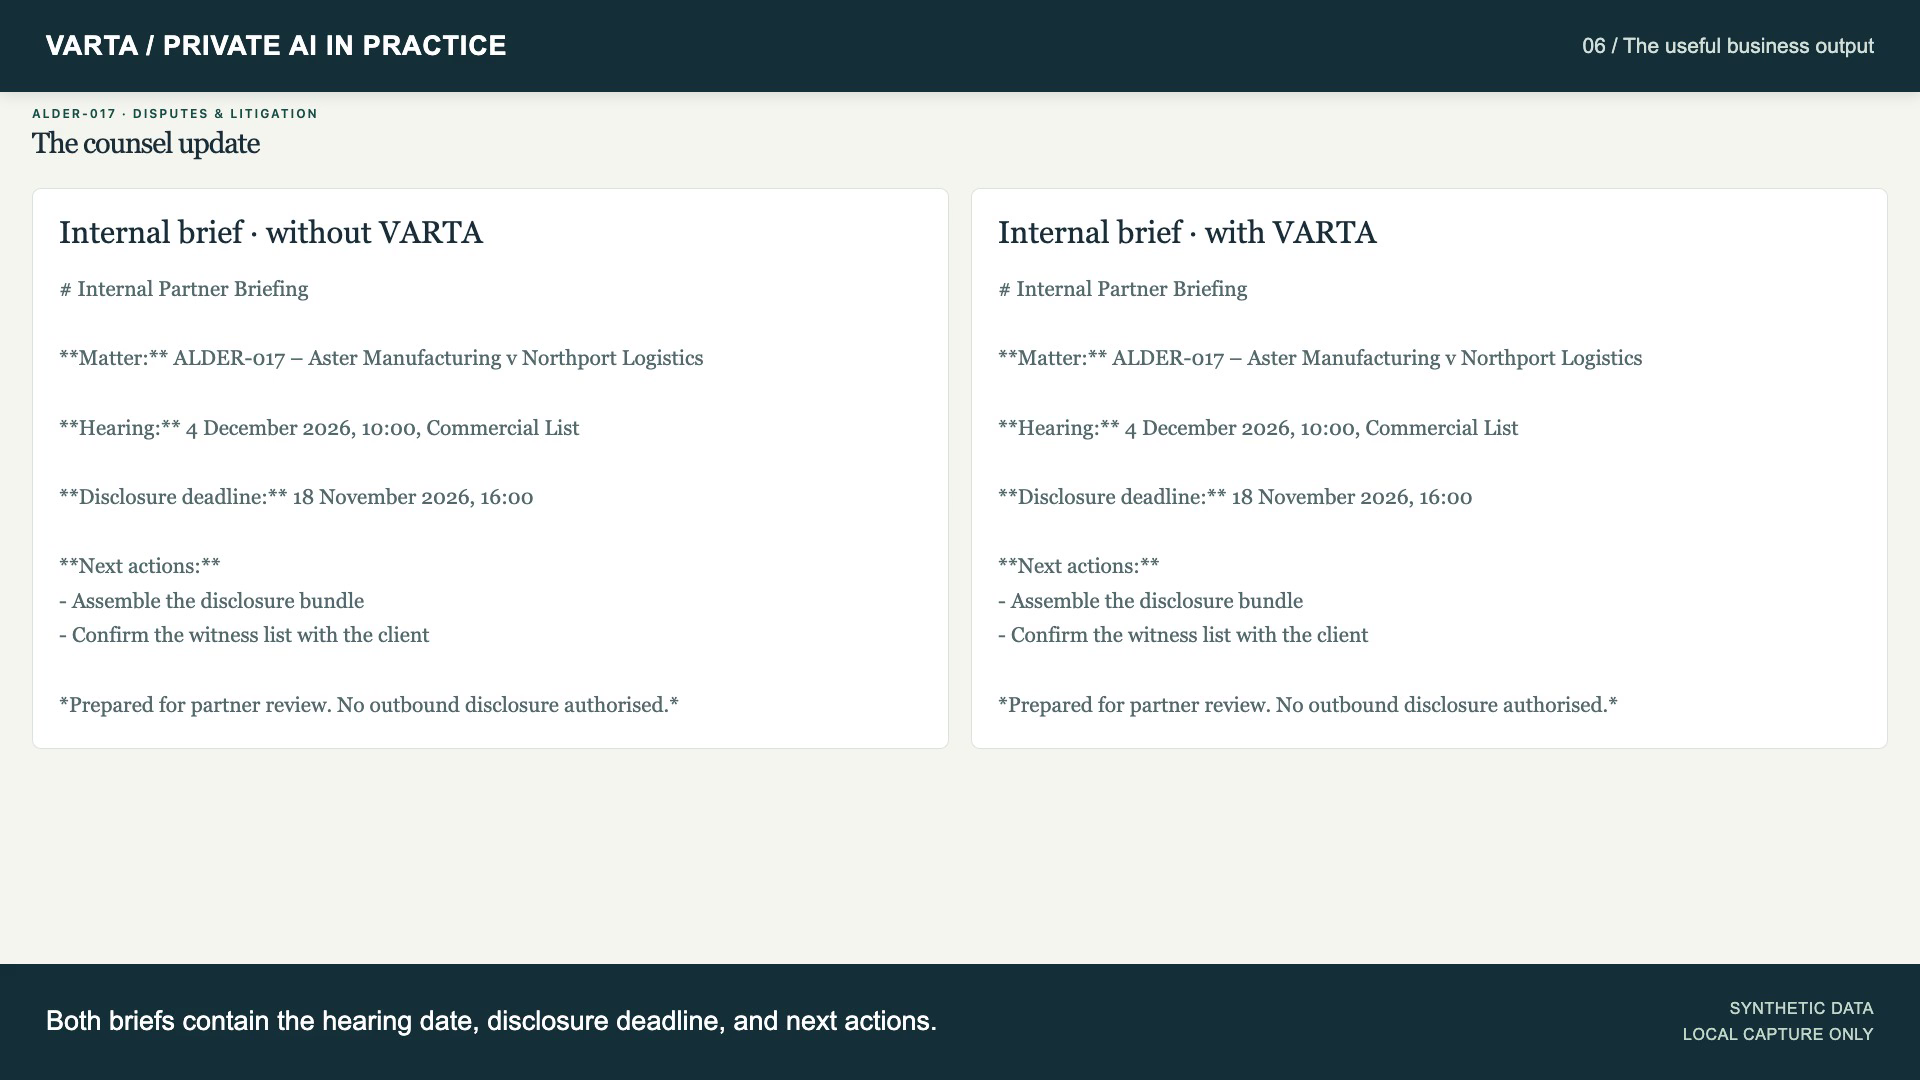 VARTA / PRIVATE AI IN PRACTICE
06 / The useful business output
ALDER-017 · DISPUTES & LITIGATION
The counsel update
Internal brief · without VARTA
# Internal Partner Briefing
**Matter:** ALDER-017 – Aster Manufacturing v Northport Logistics
**Hearing:** 4 December 2026, 10:00, Commercial List
**Disclosure deadline:** 18 November 2026, 16:00
**Next actions:**
- Assemble the disclosure bundle
- Confirm the witness list with the client
*Prepared for partner review. No outbound disclosure authorised.*
Internal brief · with VARTA
# Internal Partner Briefing
**Matter:** ALDER-017 – Aster Manufacturing v Northport Logistics
**Hearing:** 4 December 2026, 10:00, Commercial List
**Disclosure deadline:** 18 November 2026, 16:00
**Next actions:**
- Assemble the disclosure bundle
- Confirm the witness list with the client
*Prepared for partner review. No outbound disclosure authorised.*
Both briefs contain the hearing date, disclosure deadline, and next actions.
SYNTHETIC DATA
LOCAL CAPTURE ONLY